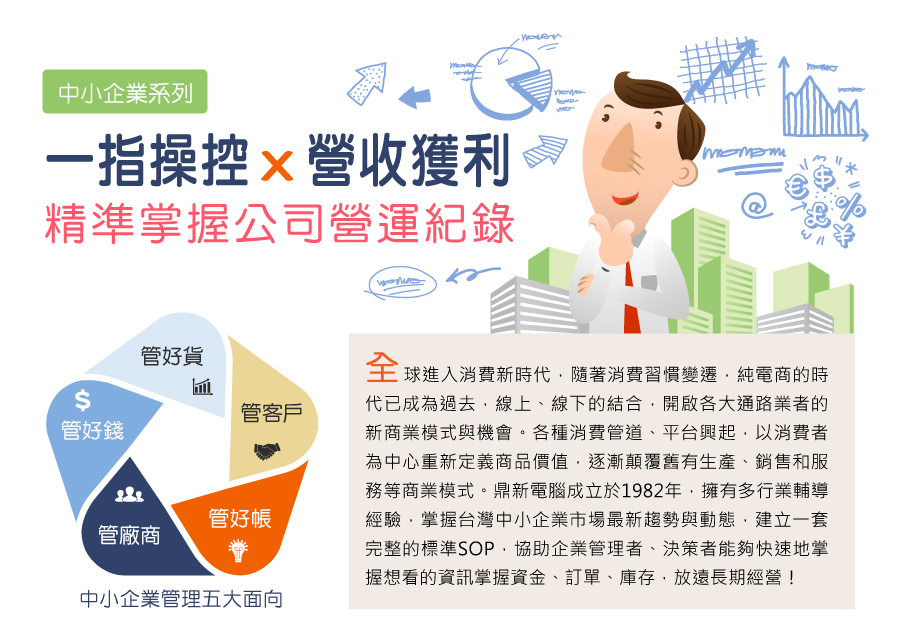 中小企業系列
一指操控 x 營收獲利
精準掌握公司營運紀錄
管好貨
管客戶
$
管好錢
管廠商
管好帳
中小企業管理五大面向
全球進入消費新時代，隨著消費習慣變遷，純電商的時
代已成為過去，線上、線下的結合，開啟各大通路業者的
新商業模式與機會。各種消費管道、平台興起，以消費者
為中心重新定義商品價值，逐漸顛覆舊有生產、銷售和服
務等商業模式。鼎新電腦成立於1982年，擁有多行業輔導
經驗，掌握台灣中小企業市場最新趨勢與動態，建立一套
完整的標準SOP，協助企業管理者、決策者能夠快速地掌
握想看的資訊掌握資金、訂單、庫存，放遠長期經營！
@
*
€ $ %
£ ¥